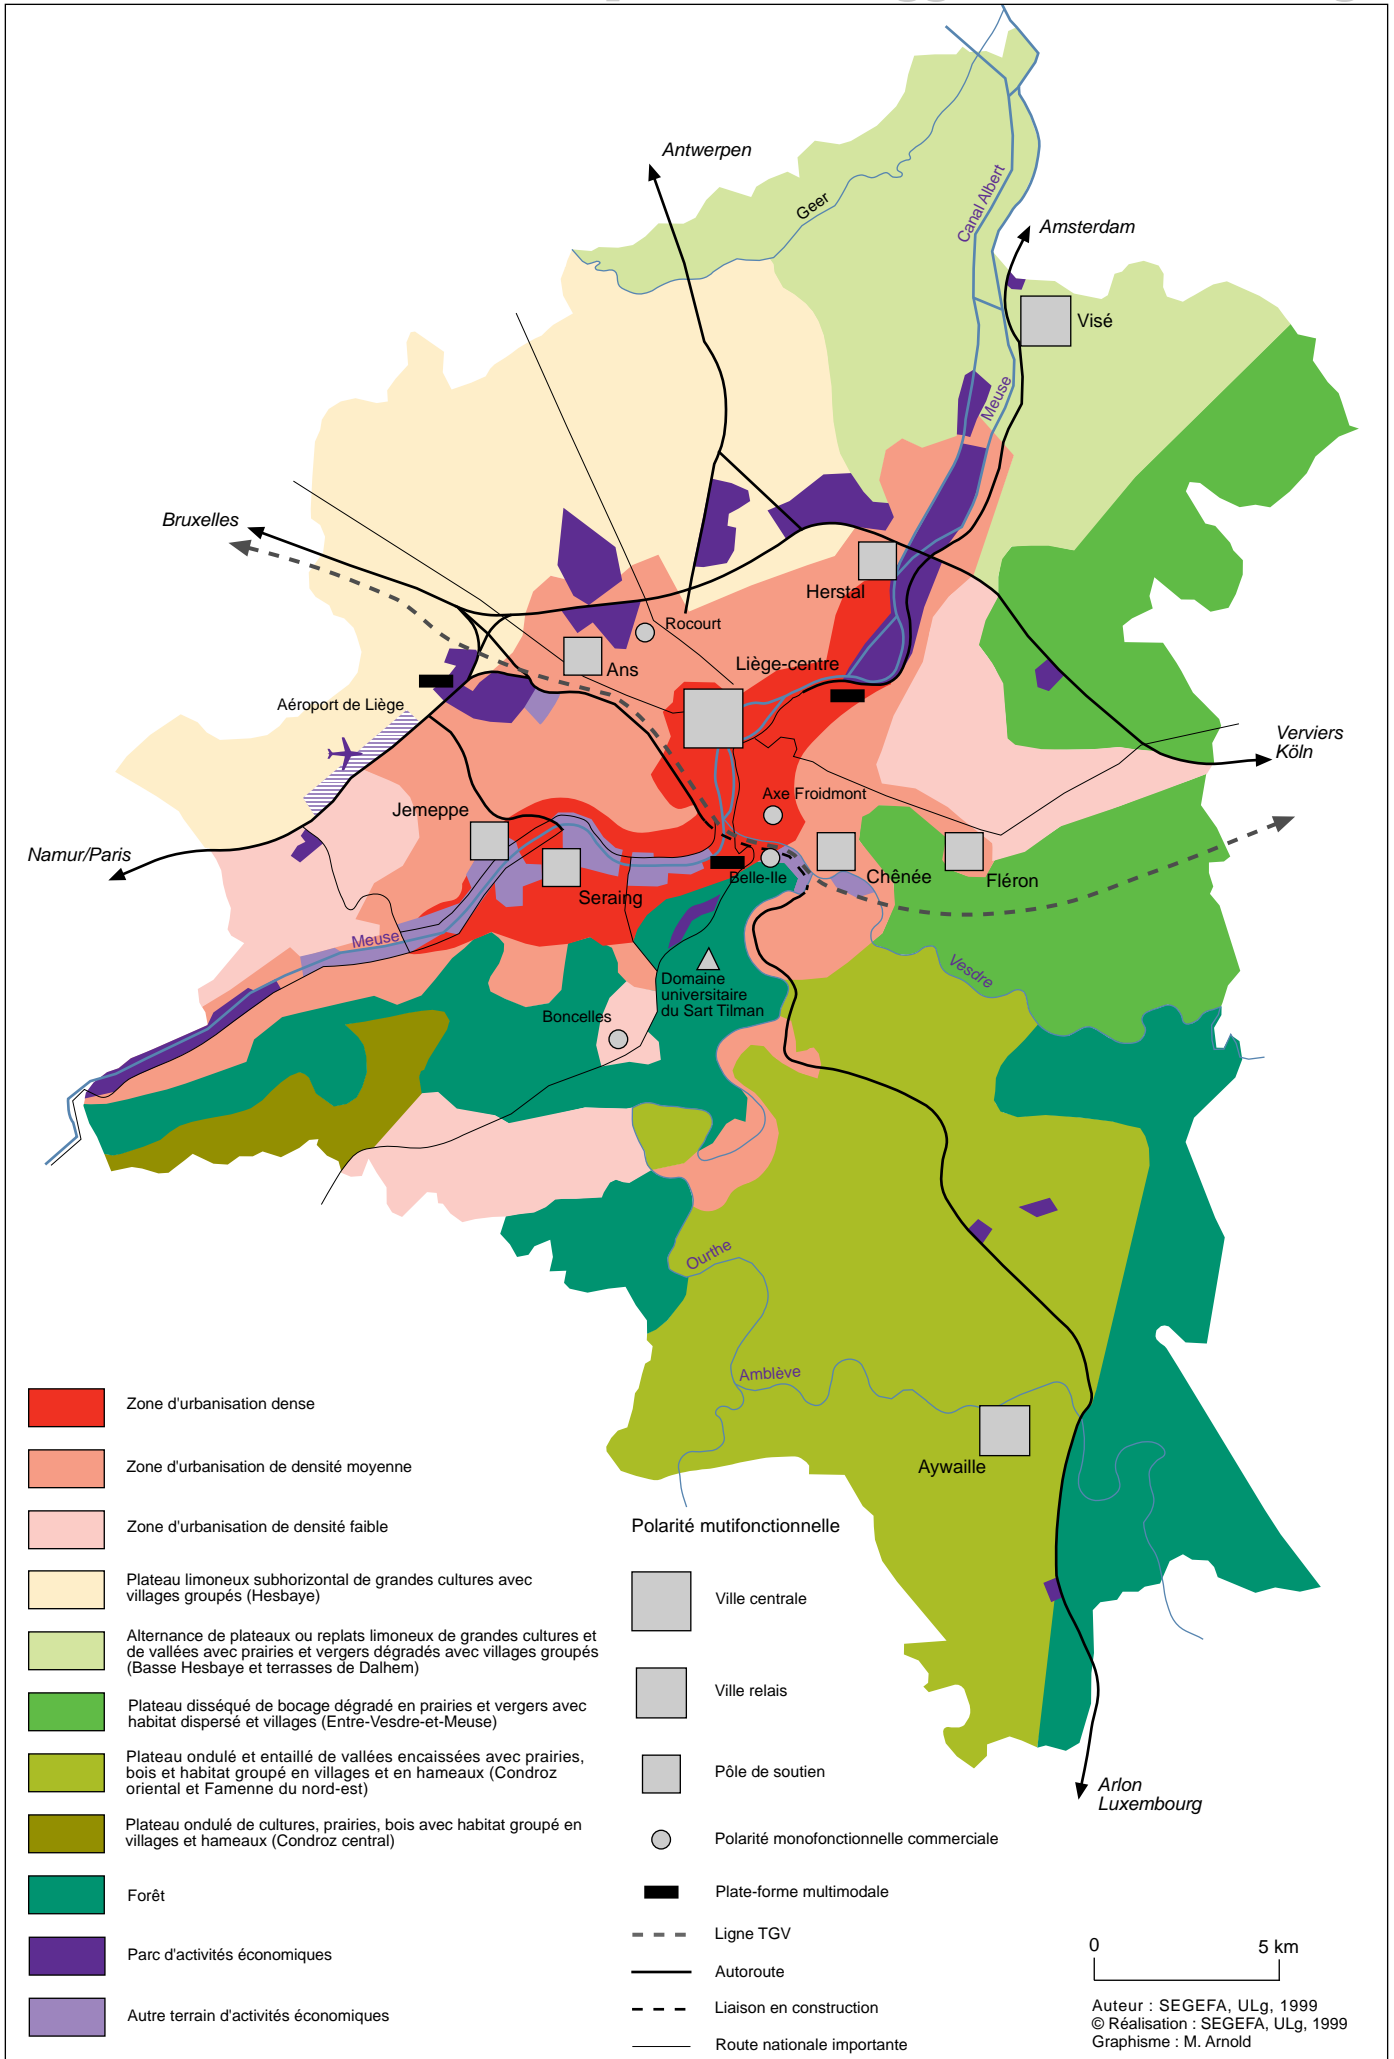 Antwerpen
Geer
Canal Albert
Amsterdam
Visé
Meuse
Bruxelles
Herstal
Rocourt
Ans
Liège-centre
Aéroport de Liège
Verviers
Köln
Axe Froidmont
Jemeppe
Namur/Paris
Belle-Ile
Chênée
Fléron
Seraing
Meuse
Vesdre
Domaine
universitaire
du Sart Tilman
Boncelles
Ourthe
Amblève
Aywaille
Zone d'urbanisation dense
Zone d'urbanisation de densité moyenne
Zone d'urbanisation de densité faible
Plateau limoneux subhorizontal de grandes cultures avec
villages groupés (Hesbaye)
Alternance de plateaux ou replats limoneux de grandes cultures et
de vallées avec prairies et vergers dégradés avec villages groupés
(Basse Hesbaye et terrasses de Dalhem)
Plateau disséqué de bocage dégradé en prairies et vergers avec
habitat dispersé et villages (Entre-Vesdre-et-Meuse)
Plateau ondulé et entaillé de vallées encaissées avec prairies,
bois et habitat groupé en villages et en hameaux (Condroz
oriental et Famenne du nord-est)
Plateau ondulé de cultures, prairies, bois avec habitat groupé en
villages et hameaux (Condroz central)
Forêt
Parc d'activités économiques
Autre terrain d'activités économiques
Polarité mutifonctionnelle
Ville centrale
Ville relais
Pôle de soutien
Polarité monofonctionnelle commerciale
Plate-forme multimodale
Ligne TGV
Autoroute
Liaison en construction
Route nationale importante
Arlon
Luxembourg
0 5 km
Auteur : SEGEFA, ULg, 1999
© Réalisation : SEGEFA, ULg, 1999
Graphisme : M. Arnold